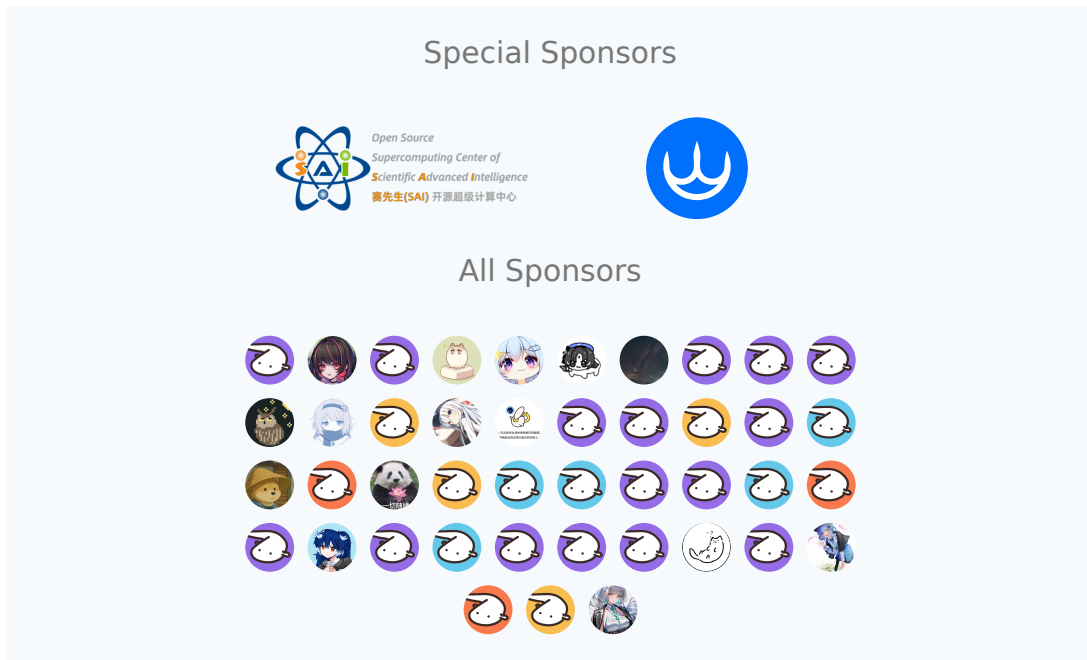 Special Sponsors
Open Source
Supercomputing Center of
Scientific Advanced Intelligence
赛先生(SAI) 开源超级计算中心
SAI
All Sponsors